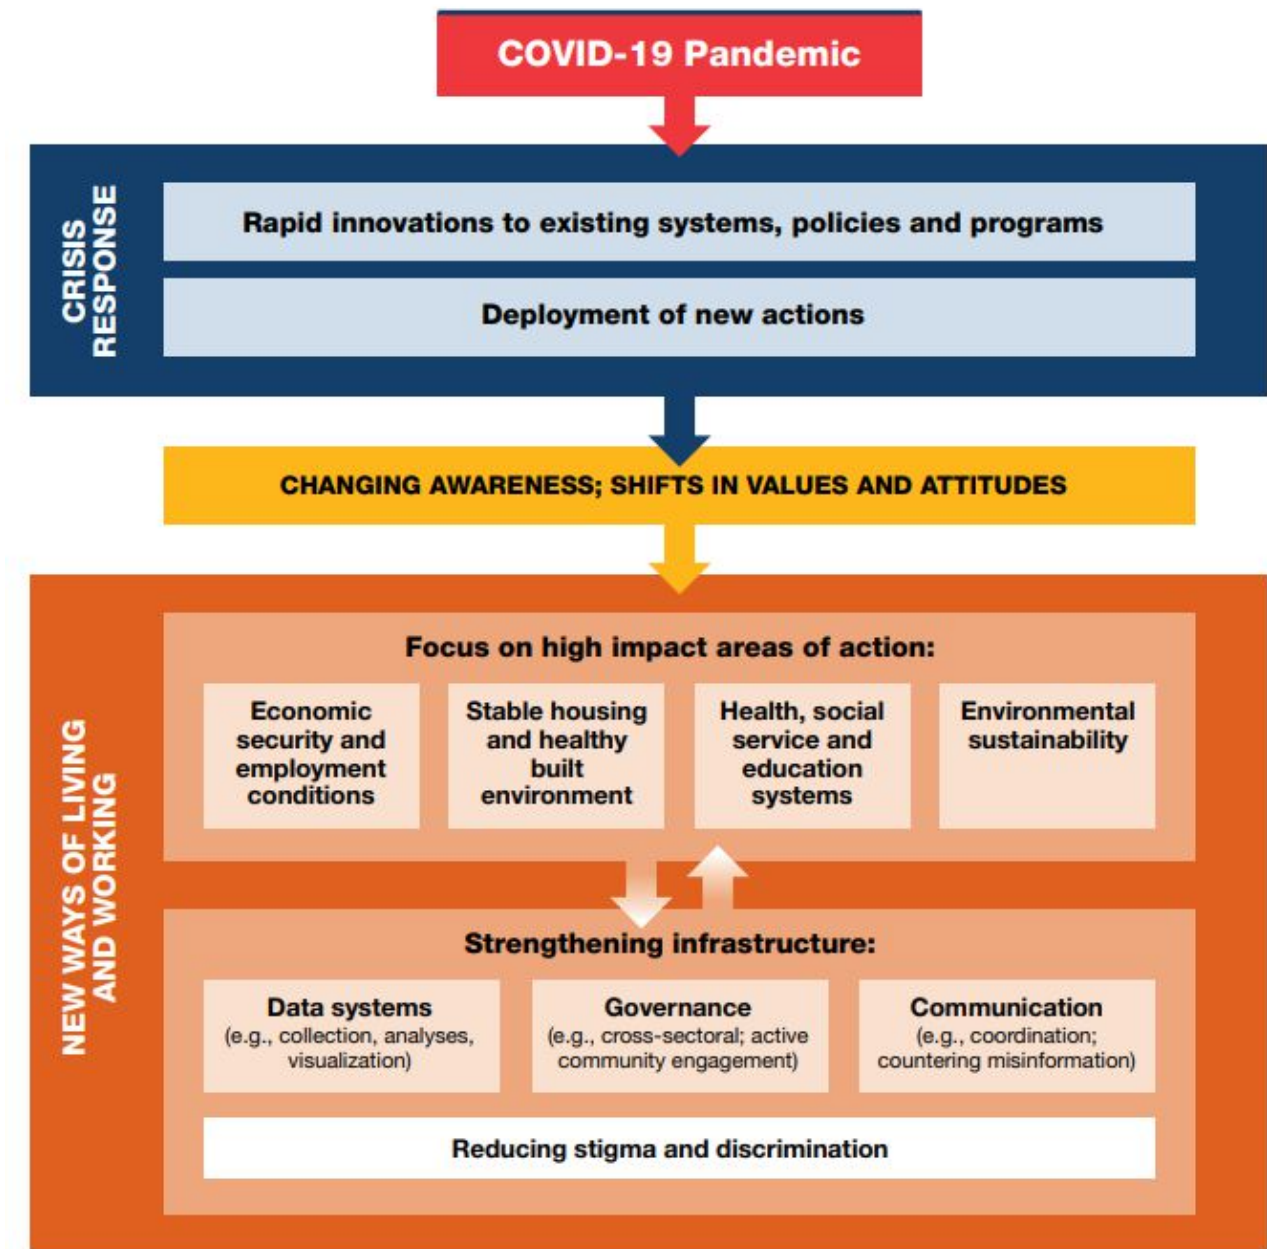 COVID-19 Pandemic
CRISIS
RESPONSE
Rapid innovations to existing systems, policies and programs
Deployment of new actions
CHANGING AWARENESS; SHIFTS IN VALUES AND ATTITUDES
NEW WAYS OF LIVING
AND WORKING
Focus on high impact areas of action:
Economic
security and
employment
conditions
Stable housing
and healthy
built
environment
Health, social
service and
education
systems
Environmental
sustainability
Strengthening infrastructure:
Data systems
(e.g., collection, analyses,
visualization)
Governance
(e.g., cross-sectoral; active
community engagement)
Communication
(e.g., coordination;
countering misinformation)
Reducing stigma and discrimination